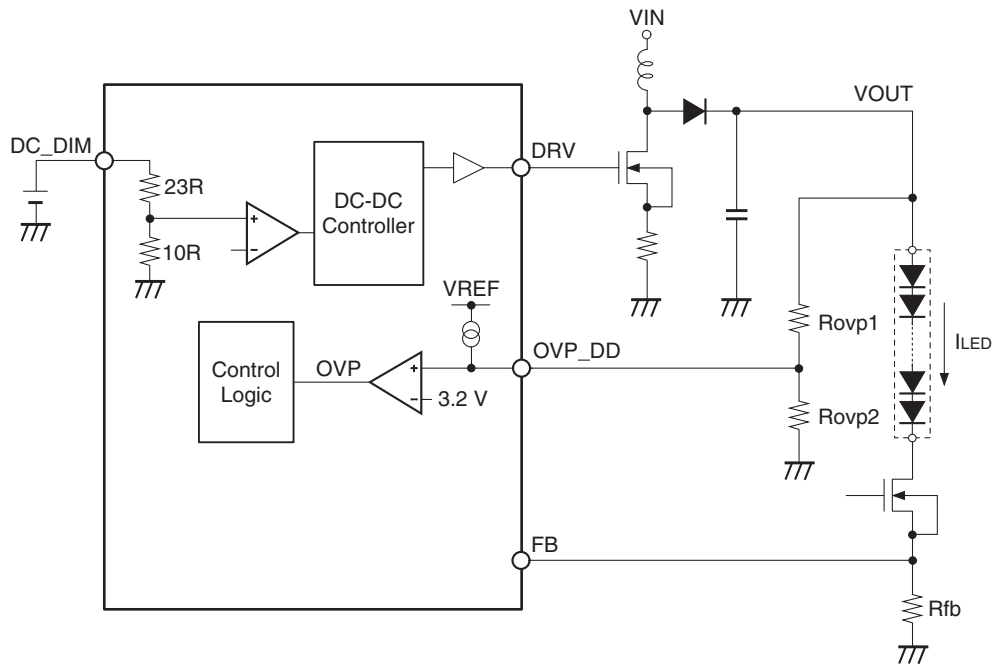 VIN
VOUT
DC_DIM
23R
10R
+
−
DC-DC
Controller
DRV
VREF
OVP_DD
Control
Logic
OVP
+
−
3.2 V
Rovp1
Rovp2
ILED
FB
Rfb